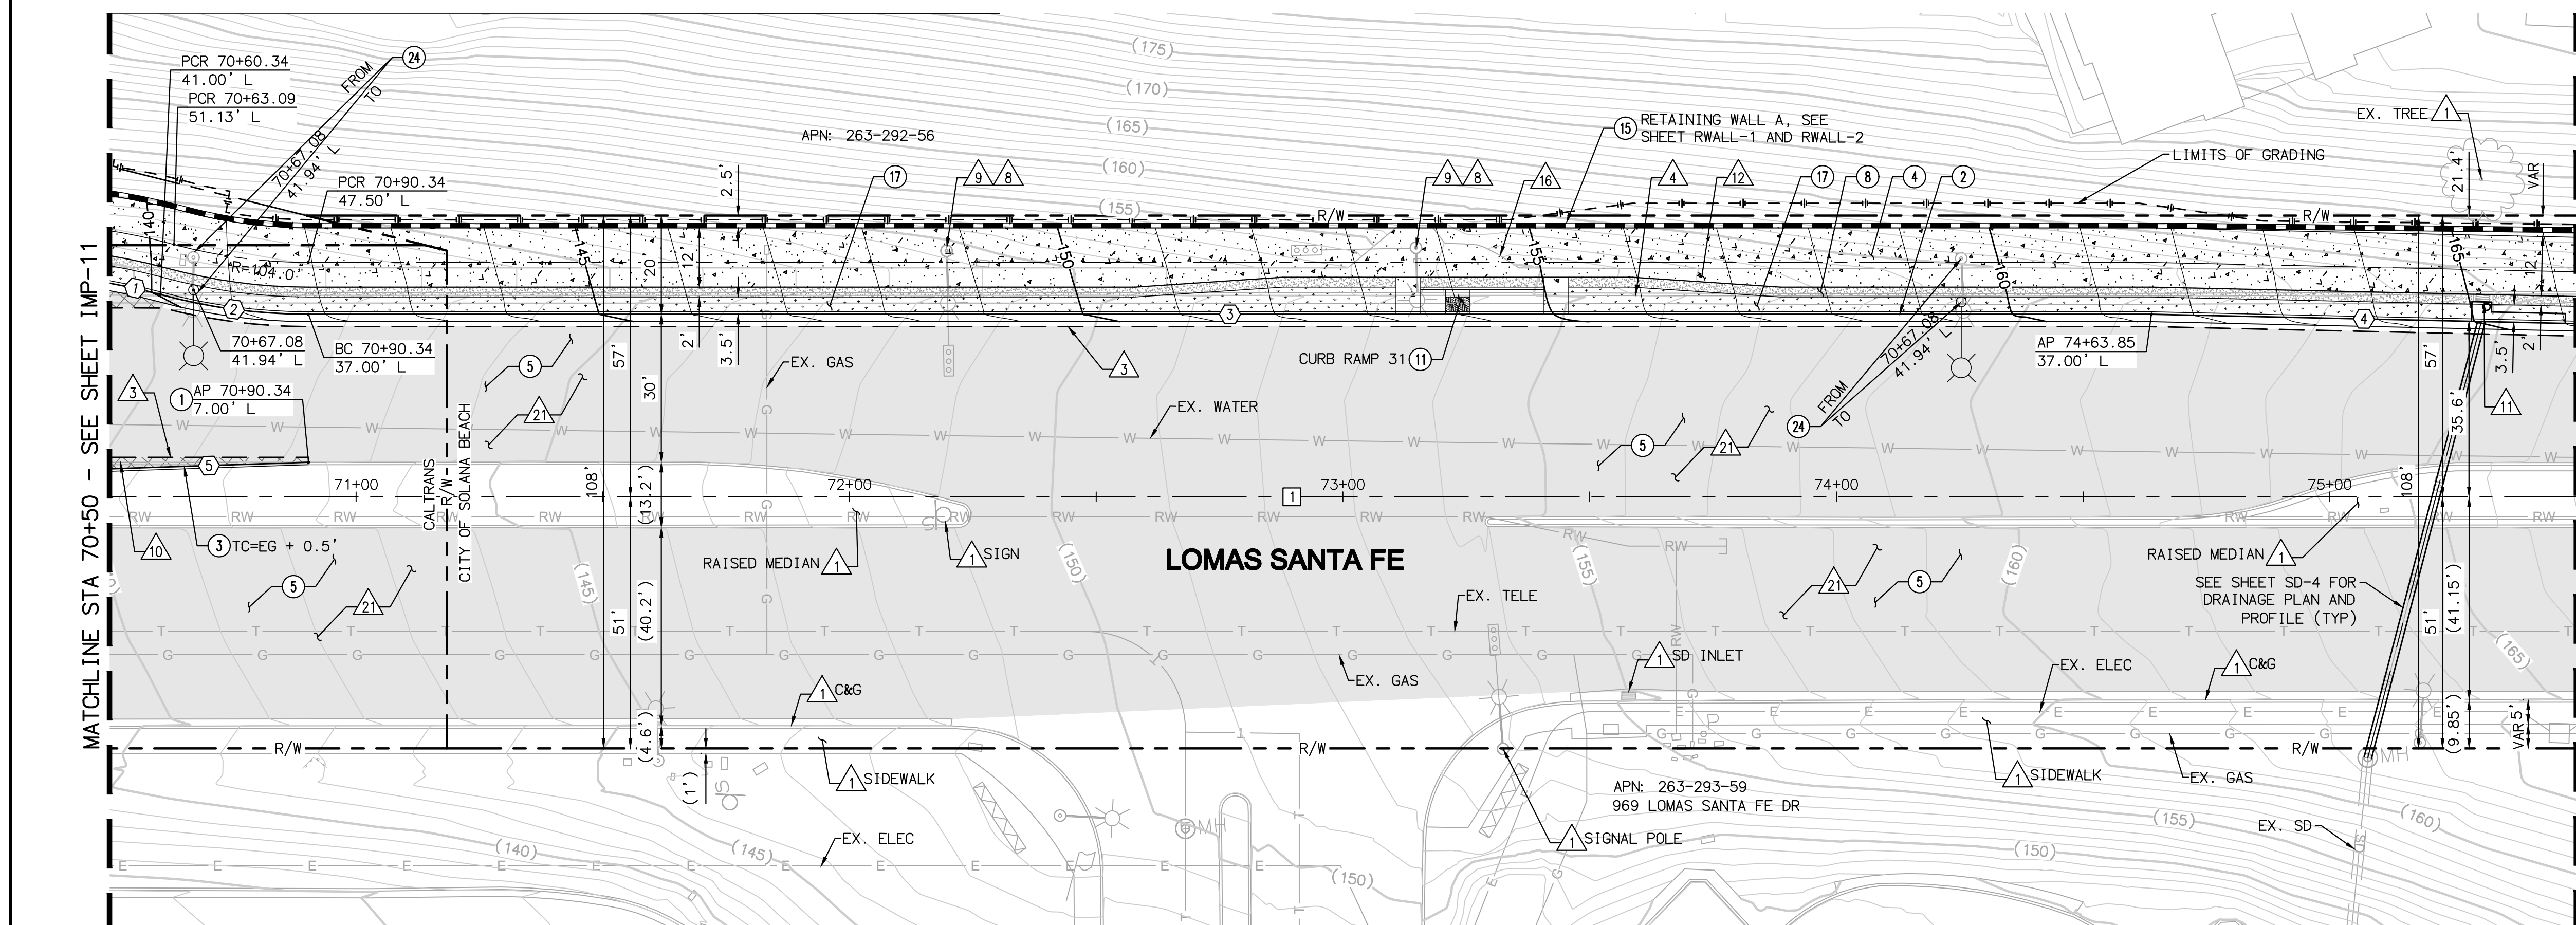 MATCHLINE STA 70+50 - SEE SHEET IMP-11
PCR 70+60.34
41.00' L
PCR 70+63.09
51.13' L
FROM
TO
24
70+67.08
41.94' L
PCR 70+90.34
47.50' L
APN: 263-292-56
(175)
(170)
(165)
(160)
(155)
2.5'
17
9
8
9
8
16
15
RETAINING WALL A, SEE
SHEET RWALL-1 AND RWALL-2
4
12
17
8
4
2
LIMITS OF GRADING
EX. TREE
1
21.4'
VAR
R/W
R/W
140
R=104.0'
145
150
155
160
165
20'
12'
12'
1
2
3
4
70+67.08
41.94' L
BC 70+90.34
37.00' L
57'
30'
2'
3.5'
5
21
EX. GAS
3
CURB RAMP 31
11
70+67.08
41.94' L
FROM
TO
24
AP 74+63.85
37.00' L
57'
35.6'
3.5'
2'
11
3
1
AP 70+90.34
7.00' L
5
10
3
TC=EG + 0.5'
CALTRANS
R/W
CITY OF SOLANA BEACH
EX. WATER
W W W W W W W W W W W W W
5
21
108'
(13.2')
71+00
72+00
1
73+00
74+00
75+00
108'
RW RW RW RW RW RW RW RW
RAISED MEDIAN
1
1
SIGN
LOMAS SANTA FE
RAISED MEDIAN
1
5
21
21
5
(145)
(150)
(155)
(160)
(165)
SEE SHEET SD-4 FOR
DRAINAGE PLAN AND
PROFILE (TYP)
51'
(40.2')
51'
(41.15')
EX. TELE
T T T T T T T T T T
G G G G G G G G G G
EX. GAS
1
SD INLET
EX. ELEC
1
C&G
1
C&G
(4.6')
(1')
R/W
R/W
R/W
(9.85')
VAR
5'
1
SIDEWALK
1
SIDEWALK
EX. GAS
MH
APN: 263-293-59
969 LOMAS SANTA FE DR
1
SIGNAL POLE
EX. ELEC
MH
E E E E E E E E E E
(140)
(145)
(150)
(150)
(155)
(160)
EX. SD
SD